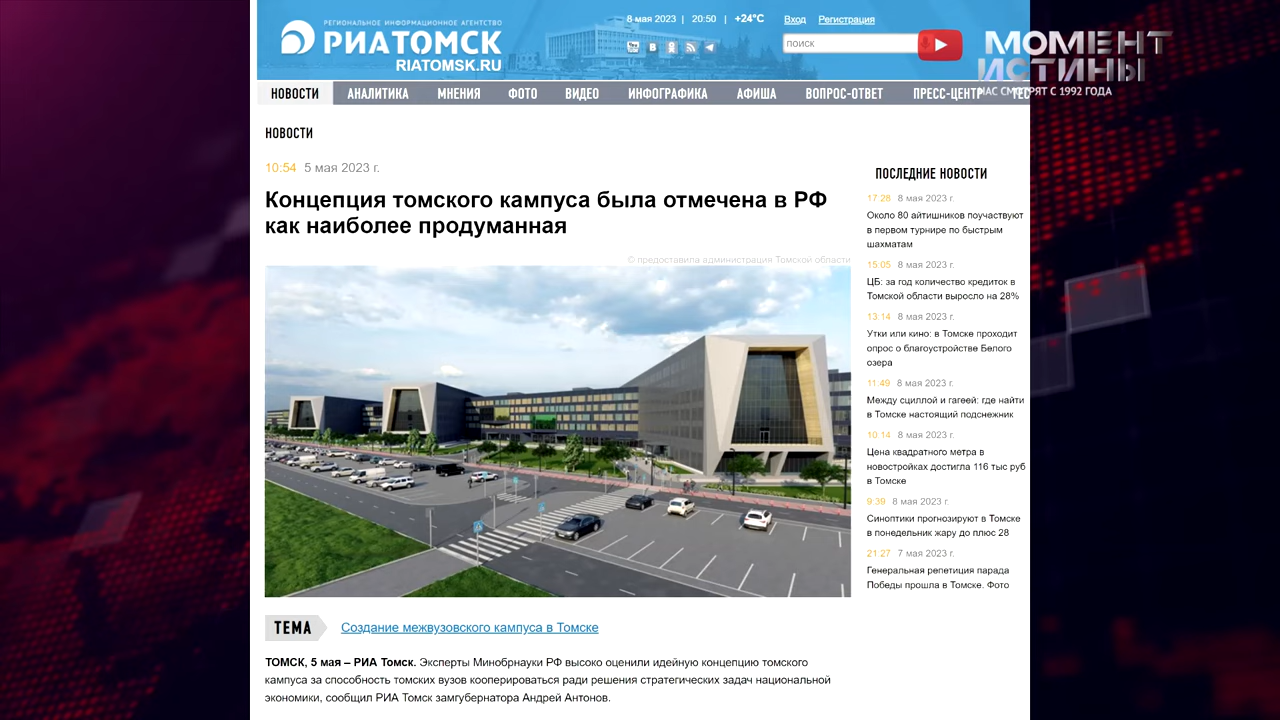 РЕГИОНАЛЬНОЕ ИНФОРМАЦИОННОЕ АГЕНТСТВО
РИАТОМСК
RIATOMSK.RU
8 мая 2023 | 20:50 | +24°C Вход Регистрация
поиск
МОМЕНТ
ИСТИНЫ
НАС СМОТРЯТ С 1992 ГОДА
НОВОСТИ АНАЛИТИКА МНЕНИЯ ФОТО ВИДЕО ИНФОГРАФИКА АФИША ВОПРОС-ОТВЕТ ПРЕСС-ЦЕНТР
НОВОСТИ
10:54 5 мая 2023 г.
Концепция томского кампуса была отмечена в РФ
как наиболее продуманная
© предоставила администрация Томской области
ТЕМА Создание межвузовского кампуса в Томске
ТОМСК, 5 мая – РИА Томск. Эксперты Минобрнауки РФ высоко оценили идейную концепцию томского
кампуса за способность томских вузов кооперироваться ради решения стратегических задач национальной
экономики, сообщил РИА Томск замгубернатора Андрей Антонов.
ПОСЛЕДНИЕ НОВОСТИ
17:28 8 мая 2023 г.
Около 80 айтишников поучаствуют
в первом турнире по быстрым
шахматам
15:05 8 мая 2023 г.
ЦБ: за год количество кредиток в
Томской области выросло на 28%
13:14 8 мая 2023 г.
Утки или кино: в Томске проходит
опрос о благоустройстве Белого
озера
11:49 8 мая 2023 г.
Между сциллой и гагеей: где найти
в Томске настоящий подснежник
10:14 8 мая 2023 г.
Цена квадратного метра в
новостройках достигла 116 тыс руб
в Томске
9:39 8 мая 2023 г.
Синоптики прогнозируют в Томске
в понедельник жару до плюс 28
21:27 7 мая 2023 г.
Генеральная репетиция парада
Победы прошла в Томске. Фото